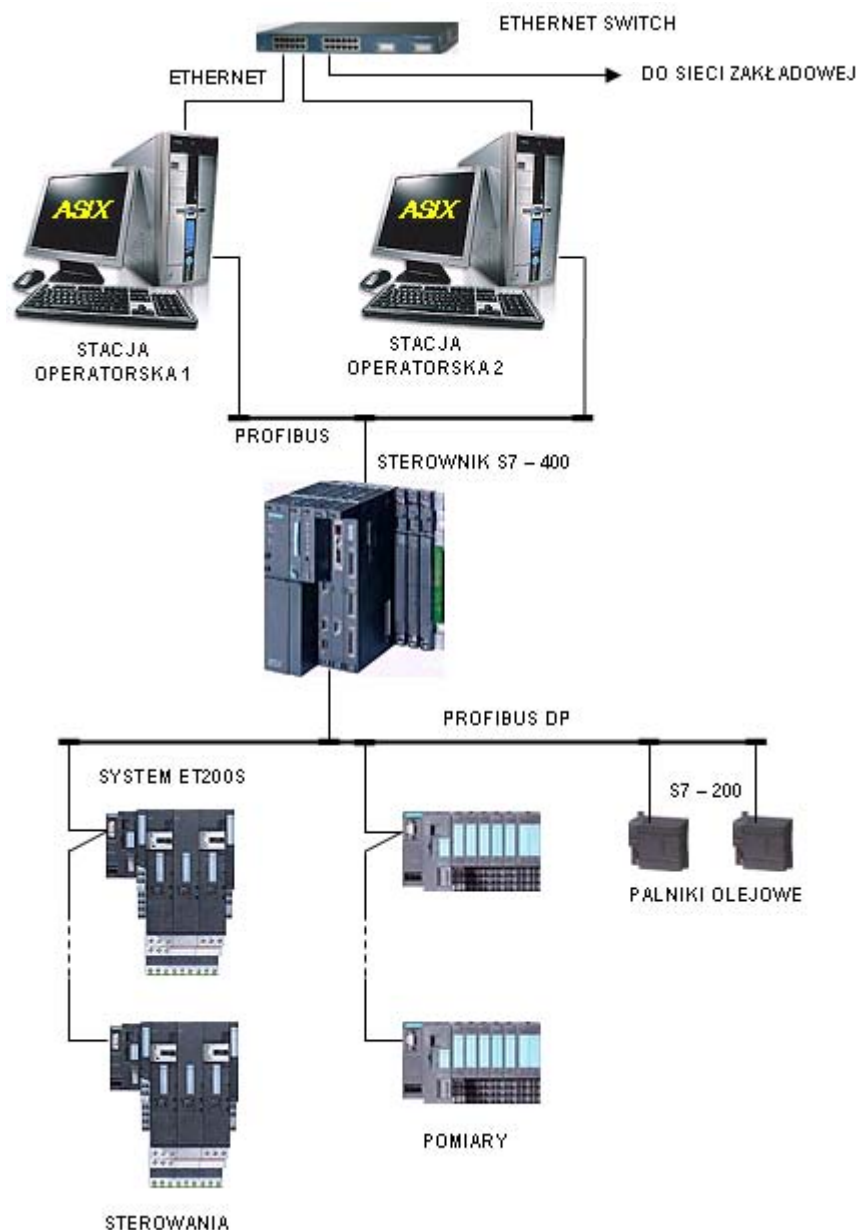 ETHERNET SWITCH
ETHERNET
DO SIECI ZAKŁADOWEJ
ASIX
ASIX
STACJA
OPERATORSKA 1
STACJA
OPERATORSKA 2
PROFIBUS
STEROWNIK S7 – 400
PROFIBUS DP
SYSTEM ET200S
S7 – 200
PALNIKI OLEJOWE
POMIARY
STEROWANIA